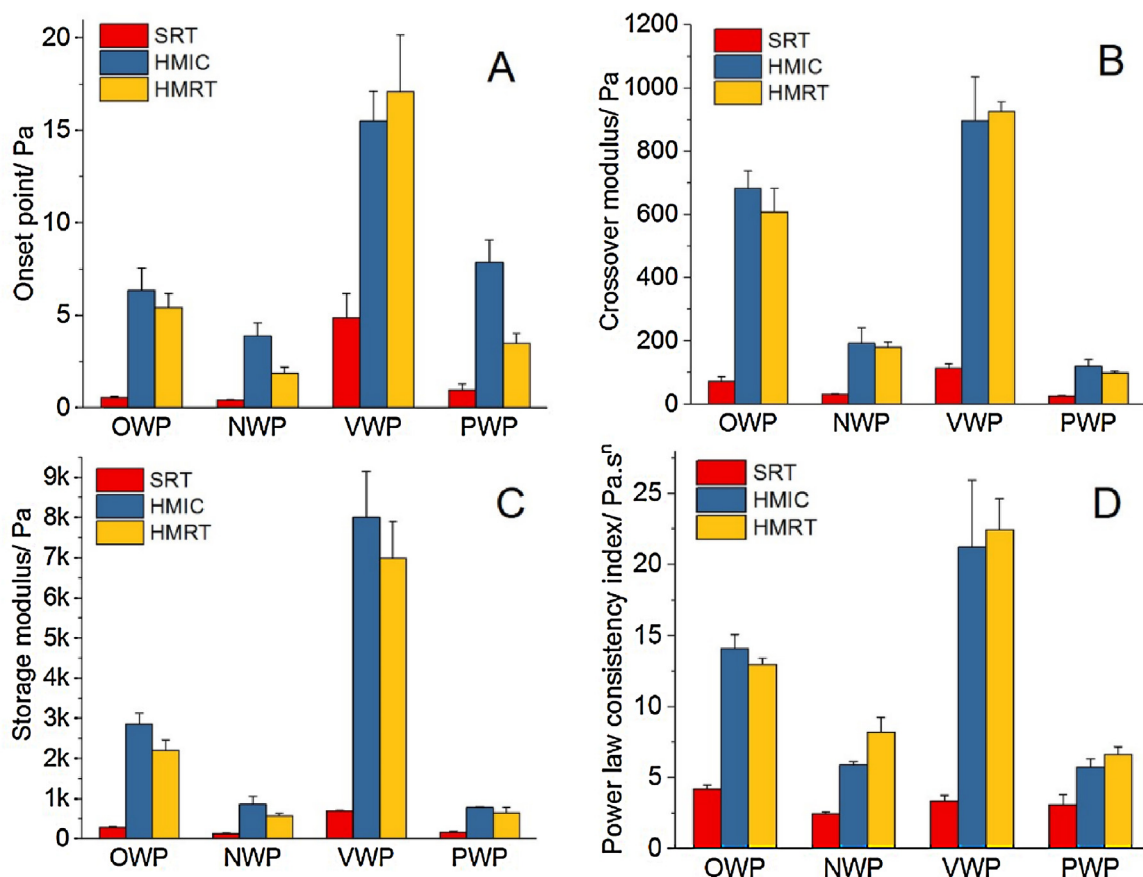 A
SRT
HMIC
HMRT
Onset point/ Pa
20
15
10
5
0
OWP NWP VWP PWP
B
SRT
HMIC
HMRT
Crossover modulus/ Pa
1200
1000
800
600
400
200
0
OWP NWP VWP PWP
C
SRT
HMIC
HMRT
Storage modulus/ Pa
9k
8k
7k
6k
5k
4k
3k
2k
1k
0
OWP NWP VWP PWP
D
SRT
HMIC
HMRT
Power law consistency index/ Pa.sⁿ
25
20
15
10
5
0
OWP NWP VWP PWP